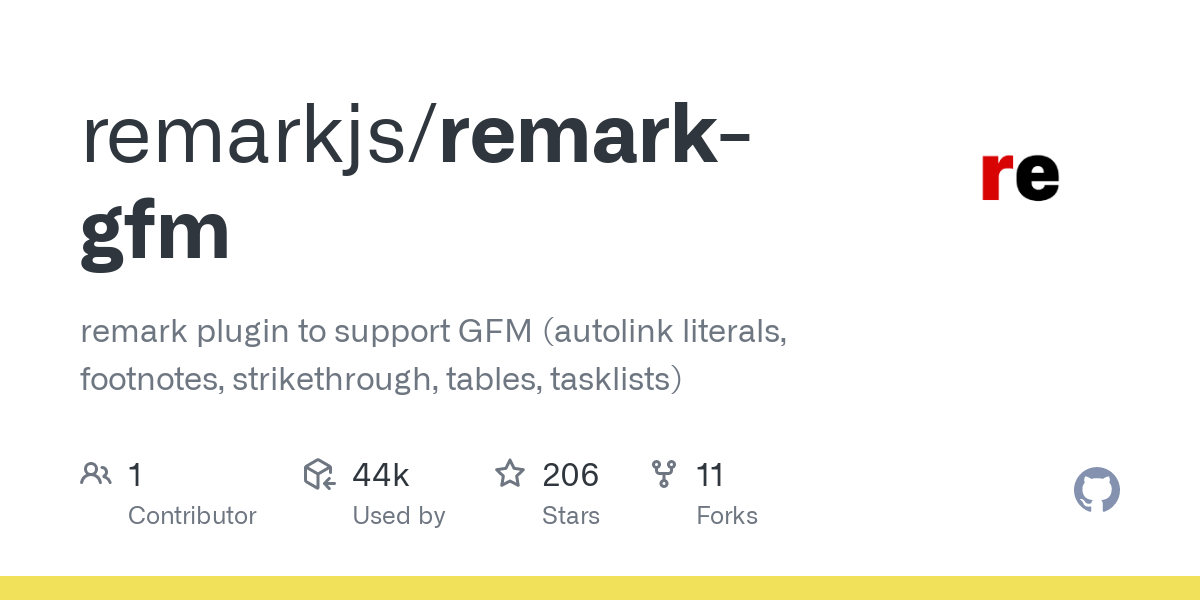 remarkjs/remark-
gfm
re
remark plugin to support GFM (autolink literals,
footnotes, strikethrough, tables, tasklists)
1 44k 206 11
Contributor Used by Stars Forks